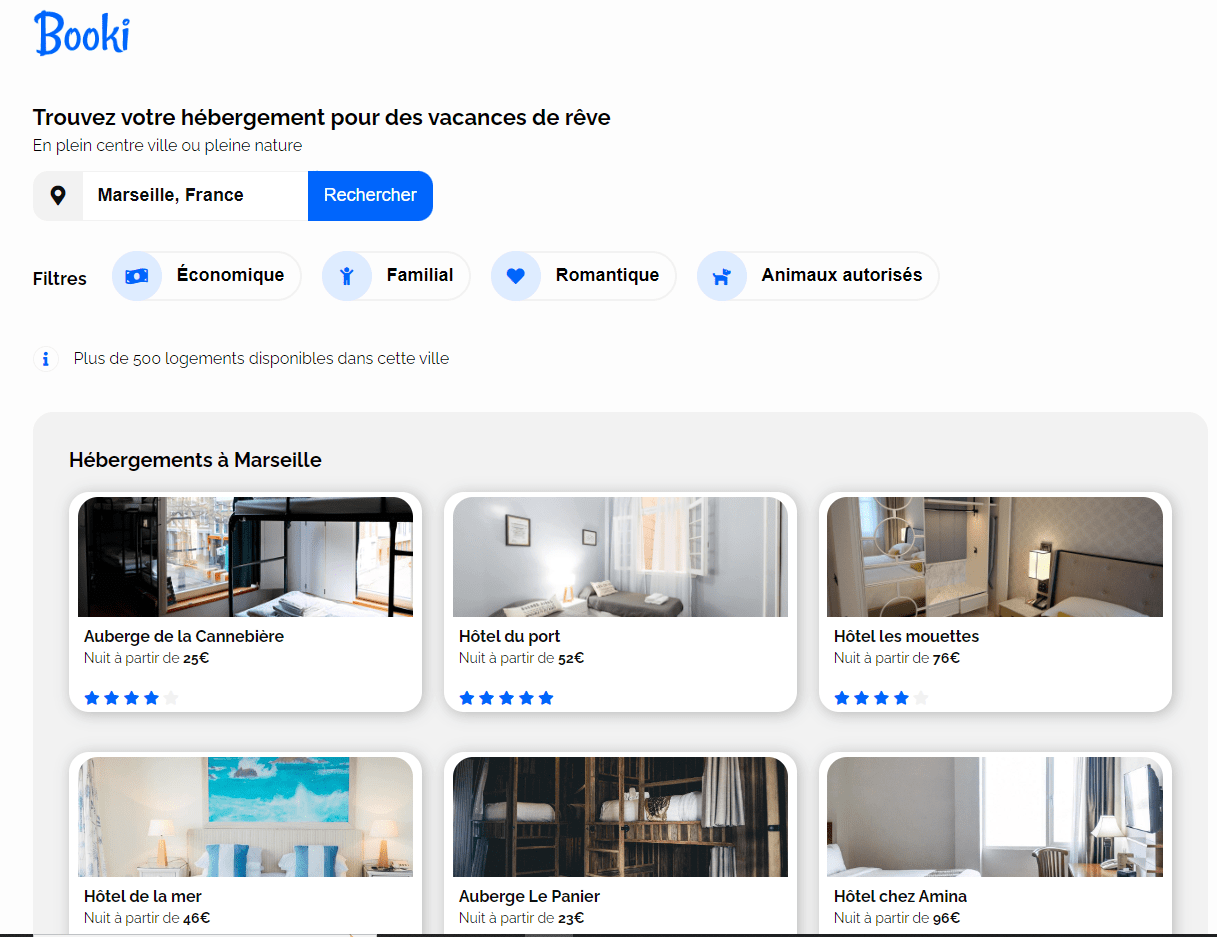 Booki
Trouvez votre hébergement pour des vacances de rêve
En plein centre ville ou pleine nature
Marseille, France
Rechercher
Filtres
Économique
Familial
Romantique
Animaux autorisés
Plus de 500 logements disponibles dans cette ville
Hébergements à Marseille
Auberge de la Cannebière
Nuit à partir de 25€
Hôtel du port
Nuit à partir de 52€
Hôtel les mouettes
Nuit à partir de 76€
Hôtel de la mer
Nuit à partir de 46€
Auberge Le Panier
Nuit à partir de 23€
Hôtel chez Amina
Nuit à partir de 96€